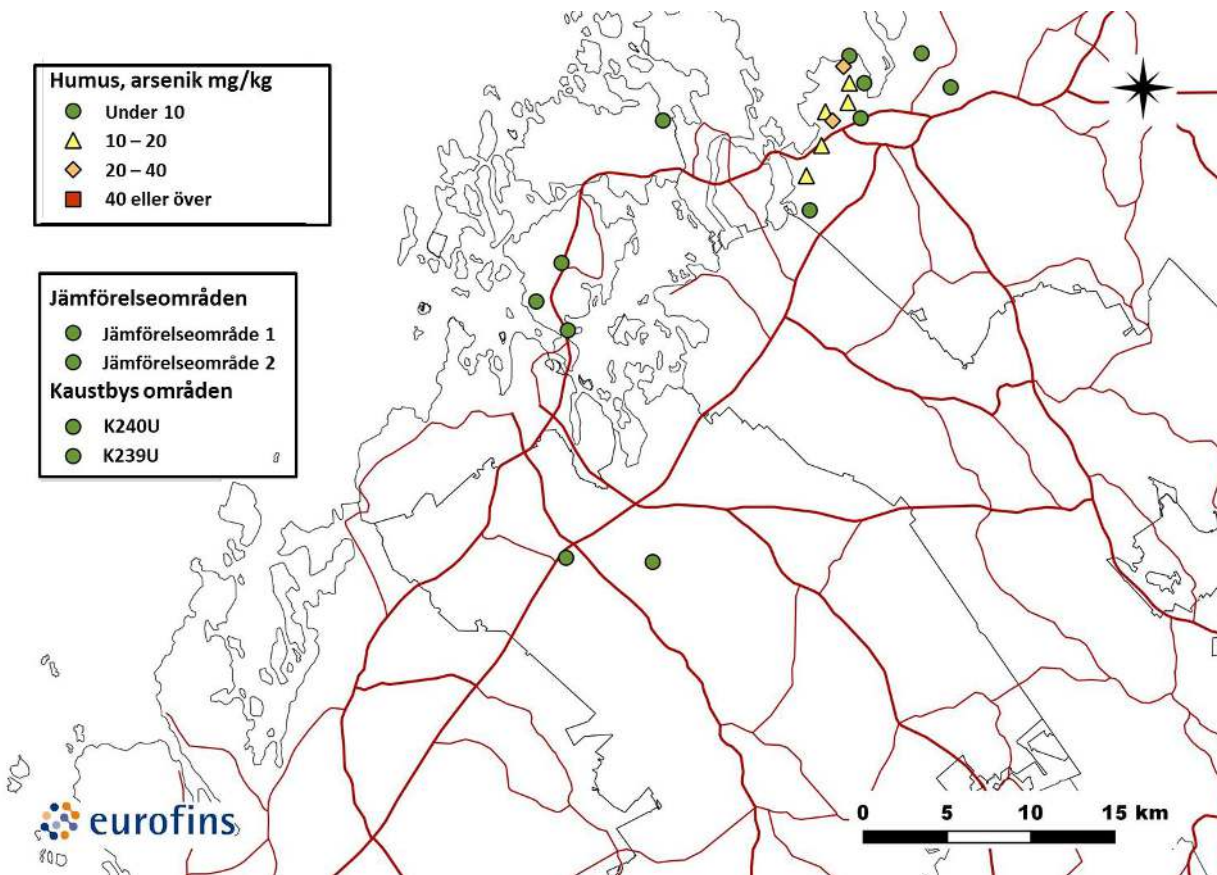 Humus, arsenik mg/kg
Under 10
10 – 20
20 – 40
40 eller över
Jämförelseområden
Jämförelseområde 1
Jämförelseområde 2
Kaustbys områden
K240U
K239U
eurofins
0 5 10 15 km